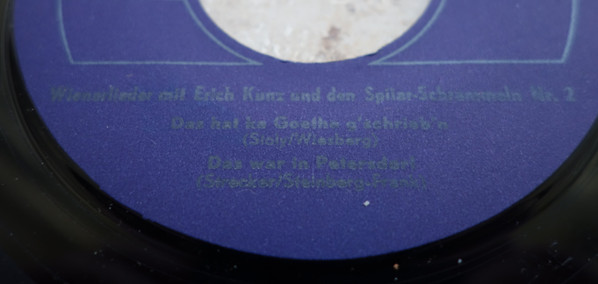 Wienerlieder mit Erich Kunz und den Spilar-Schrammeln Nr. 2
Das hat ka Goethe g'schrieb'n
(Sioly/Wiesberg)
Das war in Petersdorf
(Strecker/Steinberg-Frank)